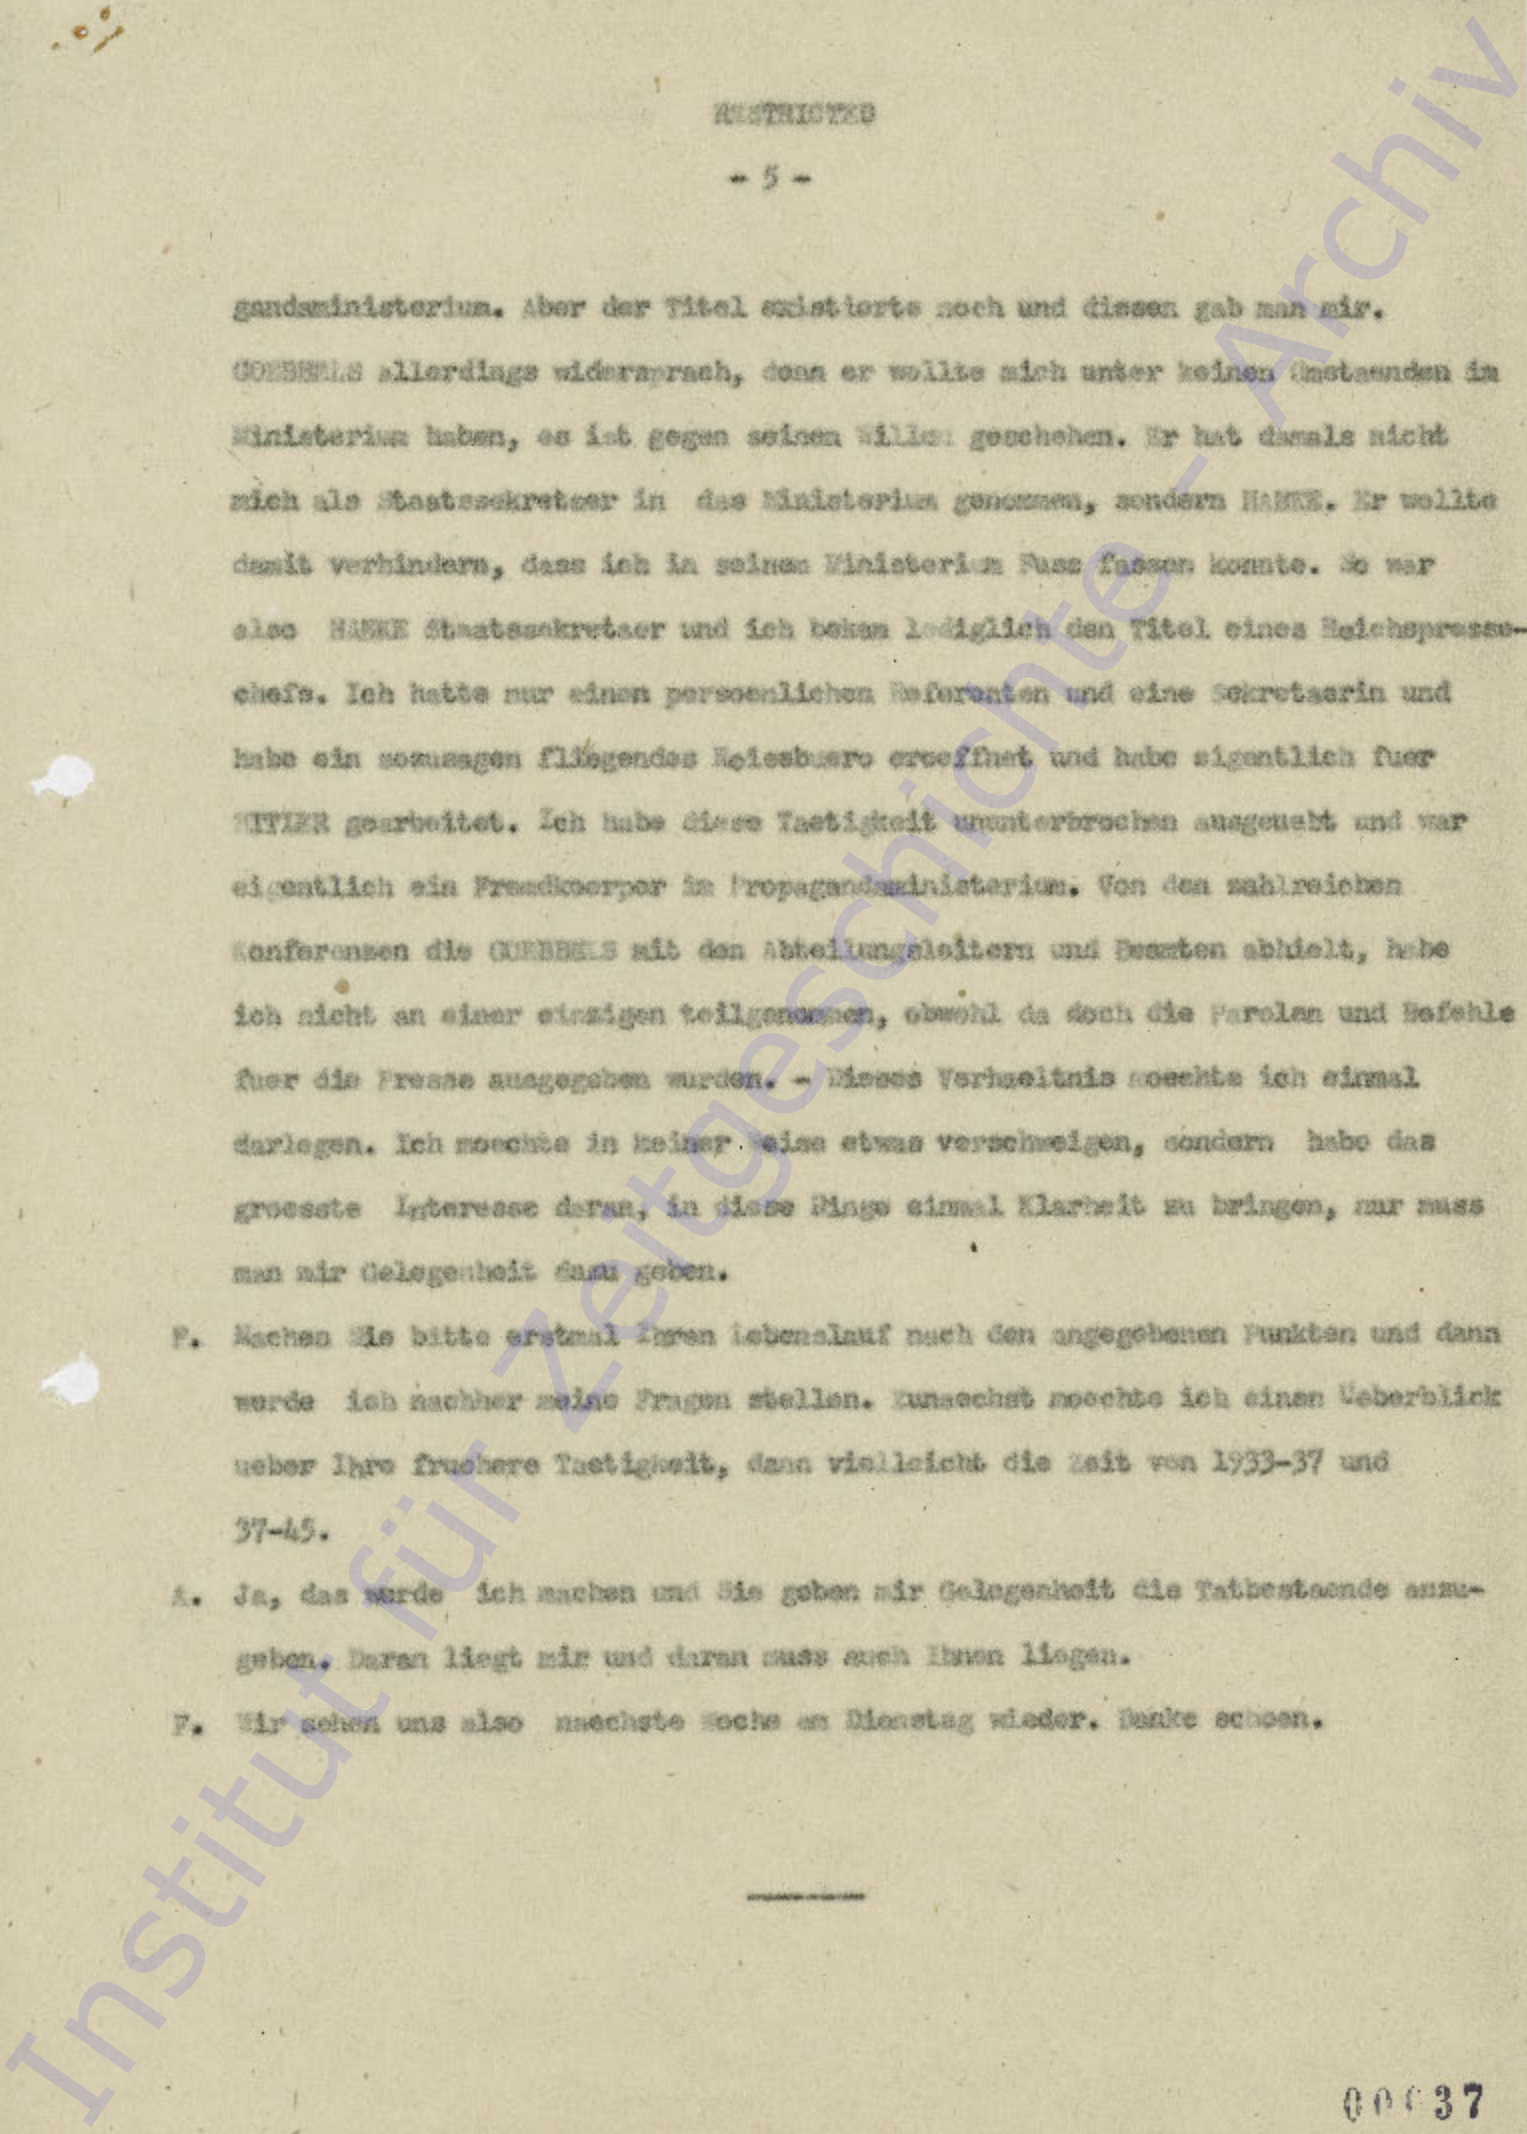 RESTRICTED
- 5 -
gandaministerium. Aber der Titel existierte noch und diesen gab man mir.
GOEBBELS allerdings widersprach, denn er wollte mich unter keinen Umstaenden im
Ministerium haben, es ist gegen seinen Willen geschehen. Er hat damals nicht
mich als Staatssekretaer in das Ministerium genommen, sondern HANKE. Er wollte
damit verhindern, dass ich in seinem Ministerium Fuss fassen konnte. So war
also HANKE Staatssekretaer und ich bekam lediglich den Titel eines Reichspresse-
chefs. Ich hatte nur einen persoenlichen Referenten und eine Sekretaerin und
habe ein sozusagen fliegendes Reisebuero eroeffnet und habe eigentlich fuer
HITLER gearbeitet. Ich habe diese Taetigkeit ununterbrochen ausgeuebt und war
eigentlich ein Fremdkoerper im Propagandaministerium. Von den zahlreichen
Konferenzen die GOEBBELS mit den Abteilungsleitern und Beamten abhielt, habe
ich nicht an einer einzigen teilgenommen, obwohl da doch die Parolen und Befehle
fuer die Presse ausgegeben wurden. - Dieses Verhaeltnis moechte ich einmal
darlegen. Ich moechte in keiner Weise etwas verschweigen, sondern habe das
groesste Interesse daran, in diese Dinge einmal Klarheit zu bringen, nur muss
man mir Gelegenheit dazu geben.
F. Machen Sie bitte erstmal Ihren Lebenslauf nach den angegebenen Punkten und dann
werde ich nachher meine Fragen stellen. Zunaechst moechte ich einen Ueberblick
ueber Ihre fruehere Taetigkeit, dann vielleicht die Zeit von 1933-37 und
37-45.
A. Ja, das werde ich machen und Sie geben mir Gelegenheit die Tatbestaende anzu-
geben. Daran liegt mir und daran muss auch Ihnen liegen.
F. Wir sehen uns also naechste Woche am Dienstag wieder. Danke schoen.
00037
Institut für Zeitgeschichte - Archiv